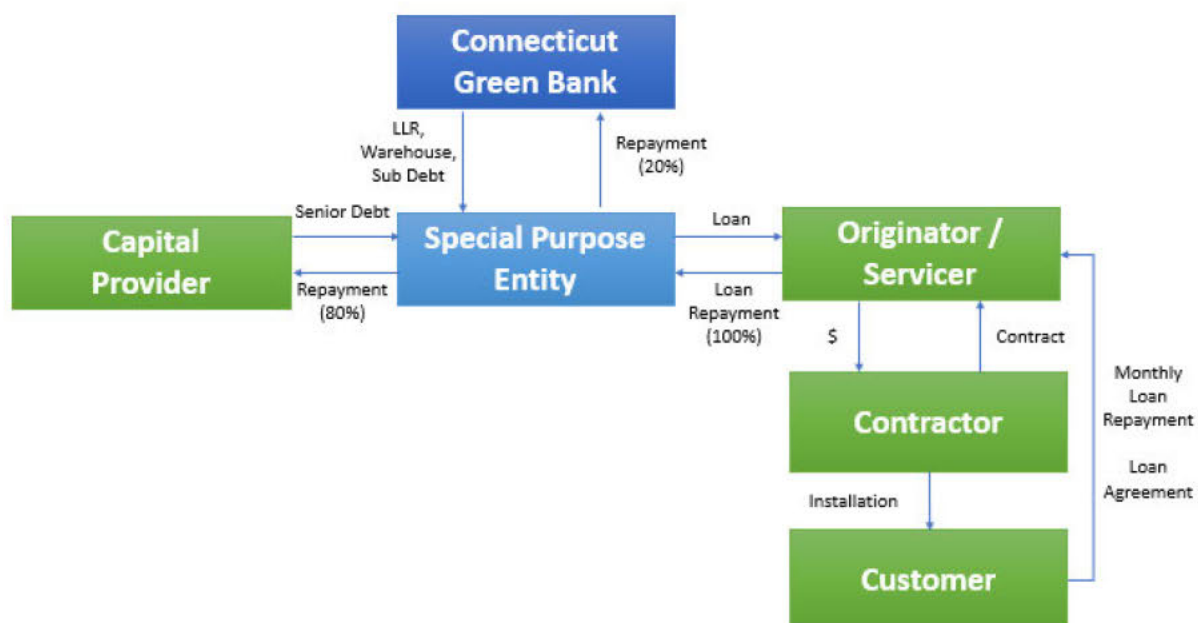 Connecticut
Green Bank
LLR,
Warehouse,
Sub Debt
Repayment
(20%)
Capital
Provider
Senior Debt
Repayment
(80%)
Special Purpose
Entity
Loan
Loan
Repayment
(100%)
Originator /
Servicer
$
Contract
Contractor
Monthly
Loan
Repayment
Loan
Agreement
Installation
Customer